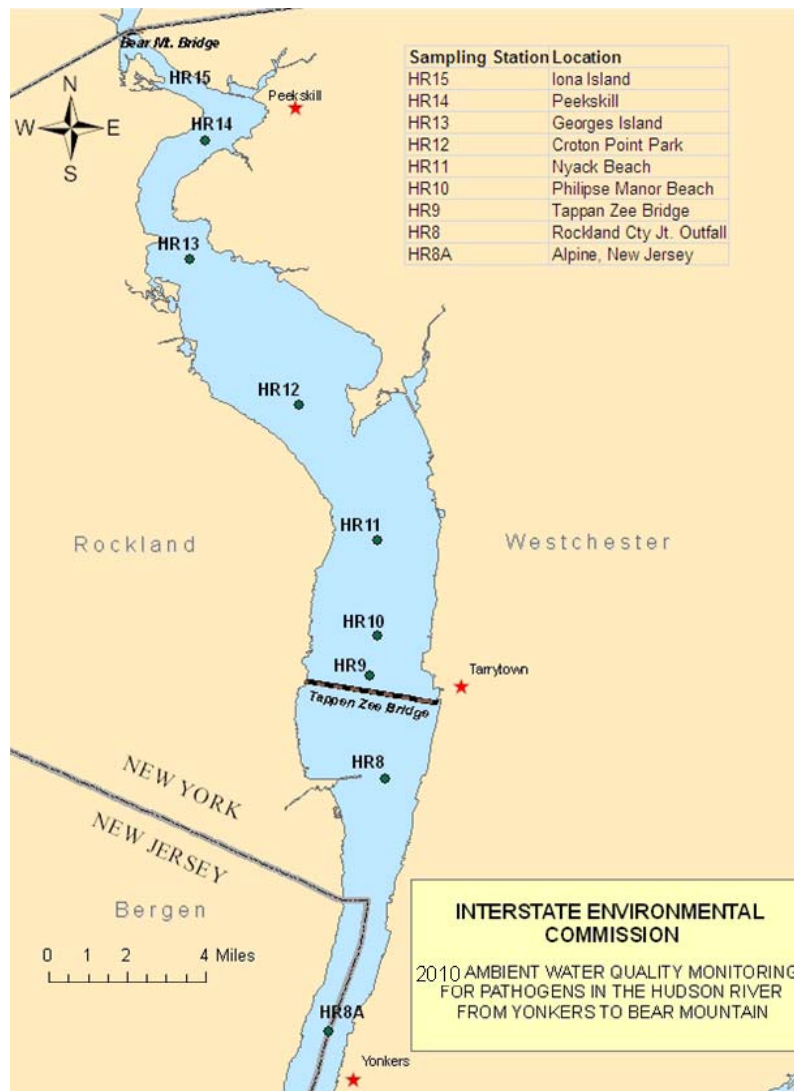 Bear Mt. Bridge
HR15
Peekskill
N
W E
S
HR14
Sampling Station Location
HR15 Iona Island
HR14 Peekskill
HR13 Georges Island
HR12 Croton Point Park
HR11 Nyack Beach
HR10 Philipse Manor Beach
HR9 Tappan Zee Bridge
HR8 Rockland Cty Jt. Outfall
HR8A Alpine, New Jersey
HR13
HR12
HR11
Rockland
Westchester
HR10
HR9
Tarrytown
Tappen Zee Bridge
HR8
NEW YORK
NEW JERSEY
Bergen
0 1 2 4 Miles
HR8A
Yonkers
INTERSTATE ENVIRONMENTAL
COMMISSION
2010 AMBIENT WATER QUALITY MONITORING
FOR PATHOGENS IN THE HUDSON RIVER
FROM YONKERS TO BEAR MOUNTAIN